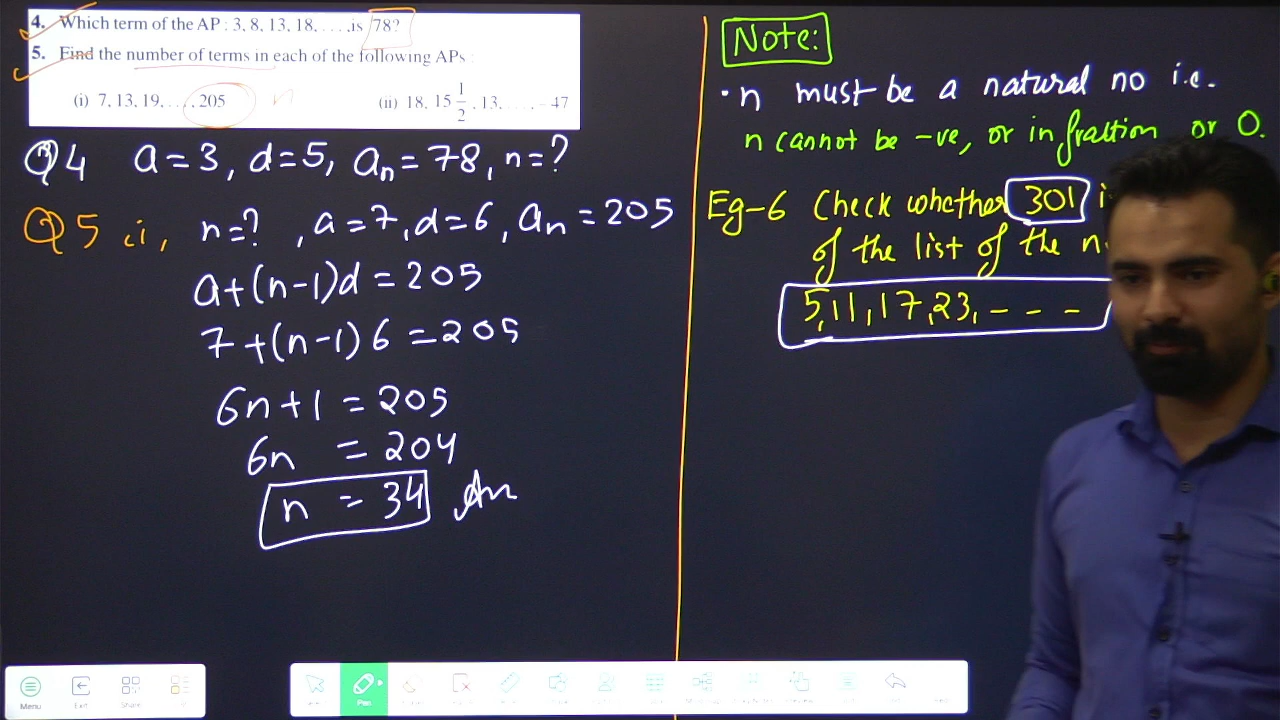 4. Which term of the AP : 3, 8, 13, 18, . . . ,is 78?
5. Find the number of terms in each of the following APs :
(i) 7, 13, 19, . . . , 205 n (ii) 18, 15 1/2, 13, . . . , – 47
Q4 a = 3, d = 5, aₙ = 78, n = ?
Q5 (i), n = ?, a = 7, d = 6, aₙ = 205
a + (n-1)d = 205
7 + (n-1) 6 = 205
6n + 1 = 205
6n = 204
n = 34 Ans
Note:
• n must be a natural no i.e.
n cannot be -ve, or in fraction or 0.
Eg-6 Check whether 301 i
of the list of the n
5, 11, 17, 23, - - -
Menu
Exit
Share
Pen